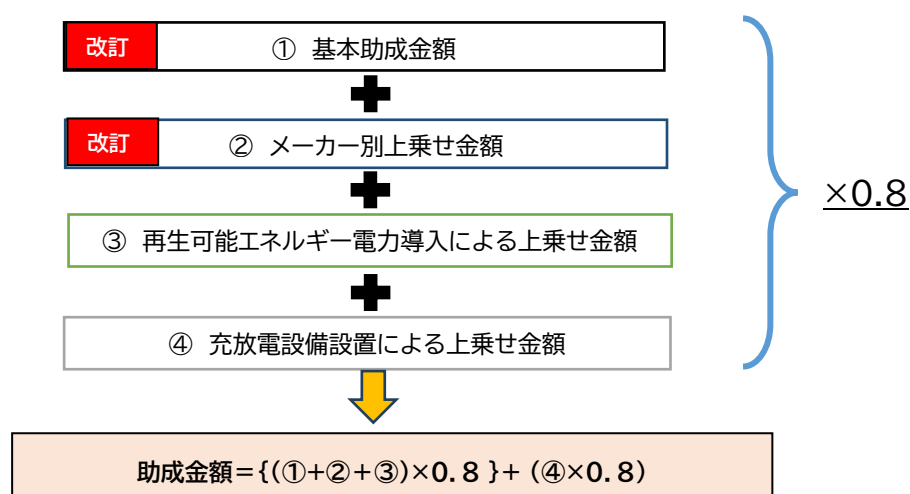 改訂 ① 基本助成金額
改訂 ② メーカー別上乗せ金額
×0.8
③ 再生可能エネルギー電力導入による上乗せ金額
④ 充放電設備設置による上乗せ金額
助成金額={(①+②+③)×0.8 }+ (④×0.8)